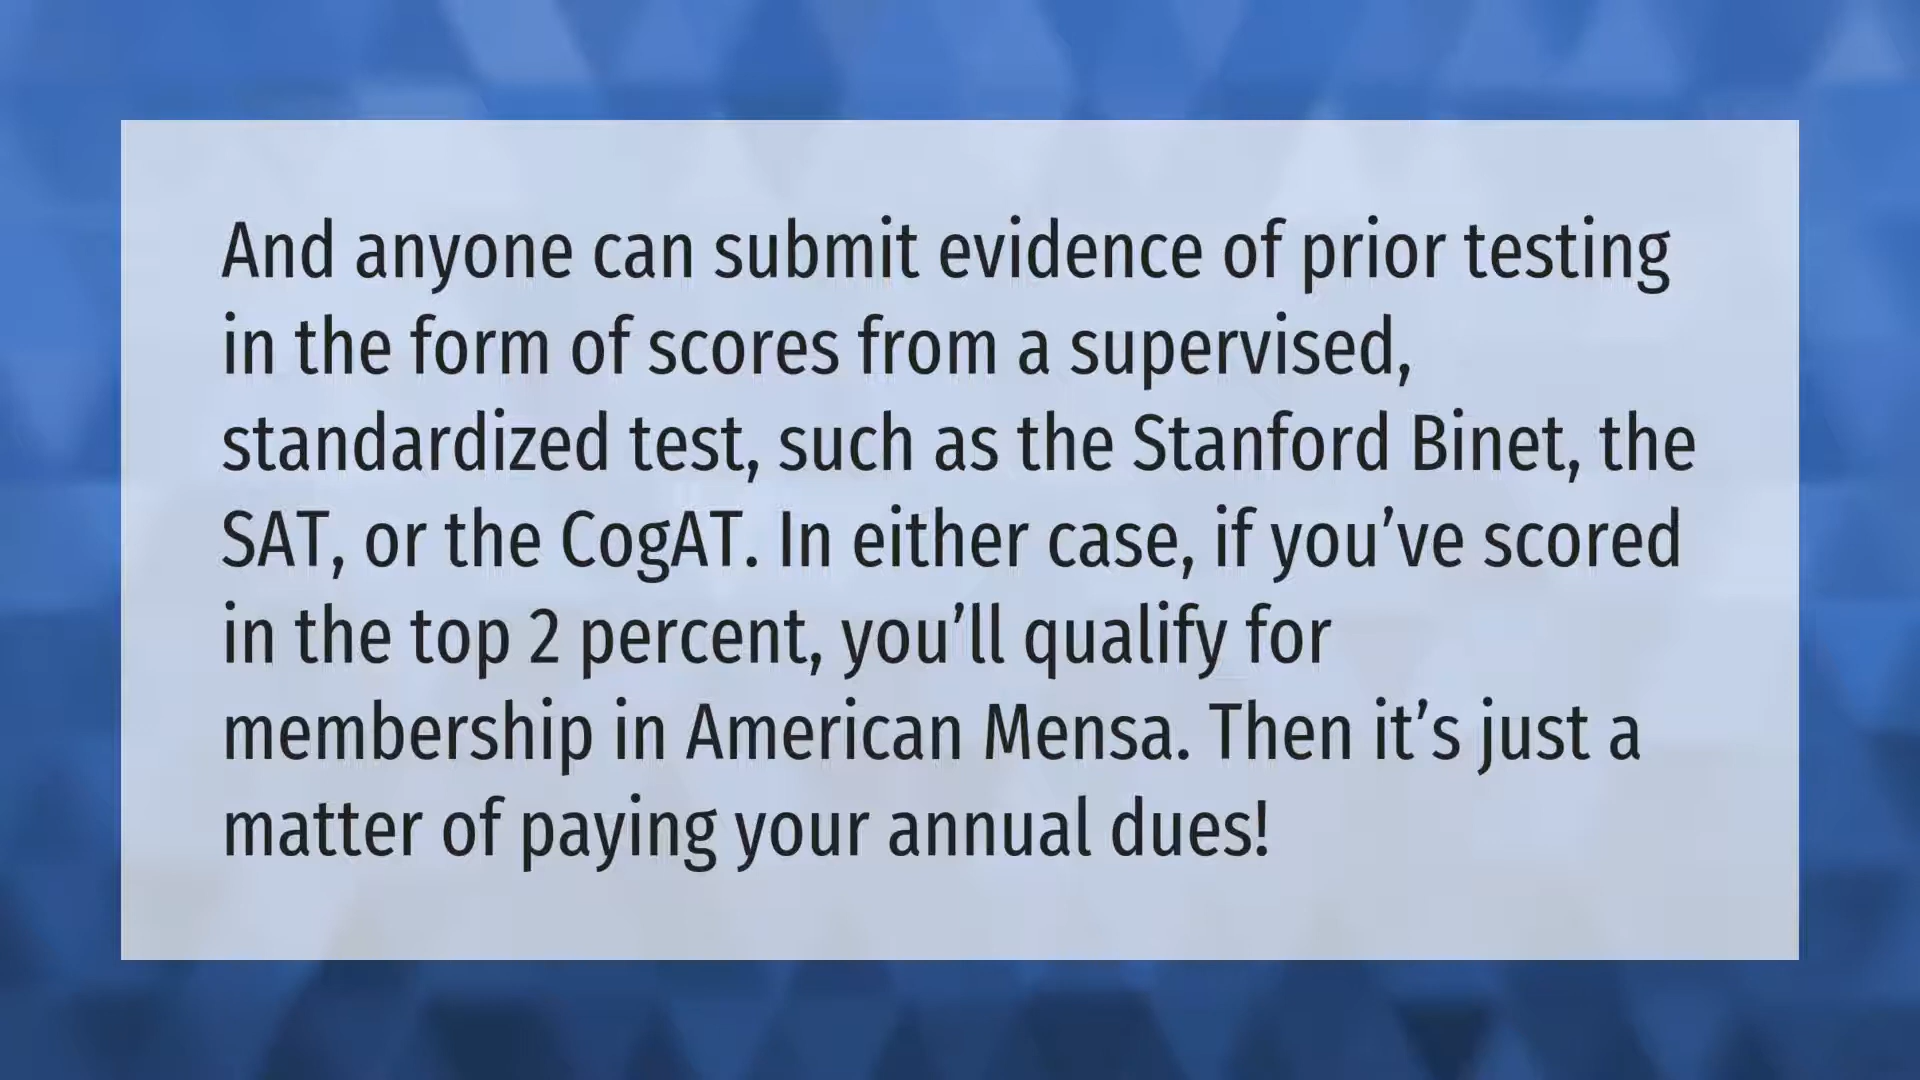 And anyone can submit evidence of prior testing
in the form of scores from a supervised,
standardized test, such as the Stanford Binet, the
SAT, or the CogAT. In either case, if you’ve scored
in the top 2 percent, you’ll qualify for
membership in American Mensa. Then it’s just a
matter of paying your annual dues!